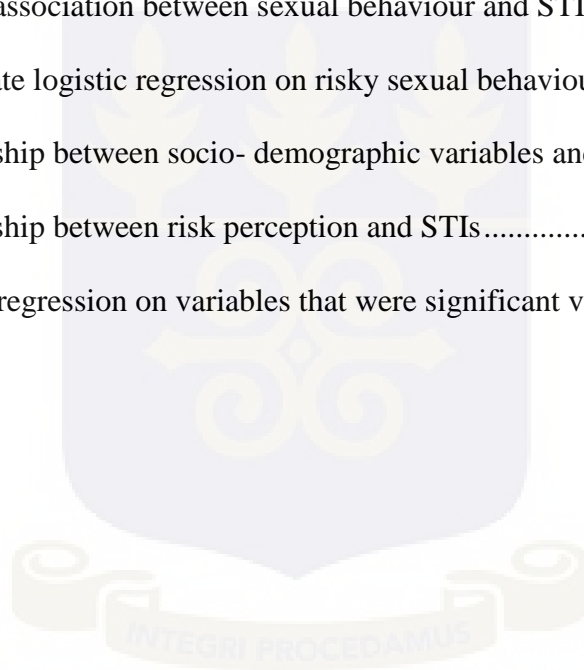 association between sexual behaviour and STI
ate logistic regression on risky sexual behaviou
ship between socio- demographic variables and
ship between risk perception and STIs.............
regression on variables that were significant v
INTEGRI PROCEDAMUS